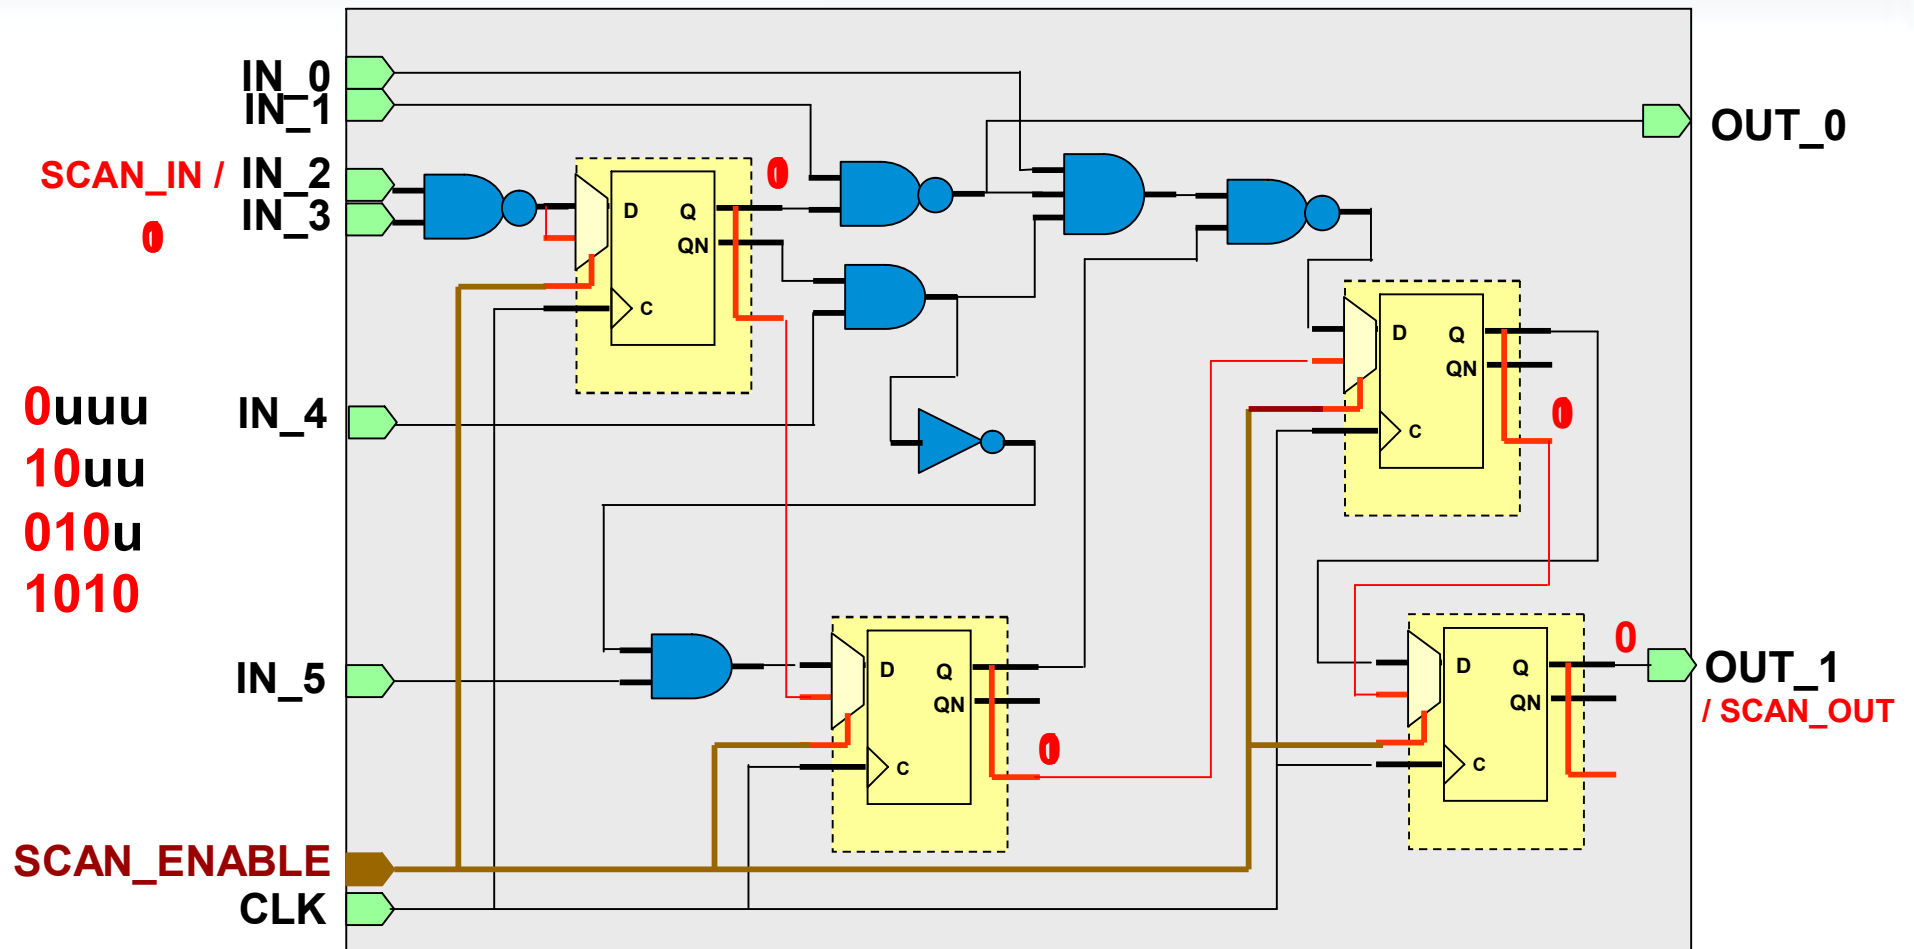 IN_0
IN_1
OUT_0
SCAN_IN / IN_2
IN_3
0
D Q
QN
C
0
0uuu
IN_4
10uu
010u
1010
D Q
QN
C
0
IN_5
D Q
QN
C
0
D Q
QN
C
0
OUT_1
/ SCAN_OUT
SCAN_ENABLE
CLK